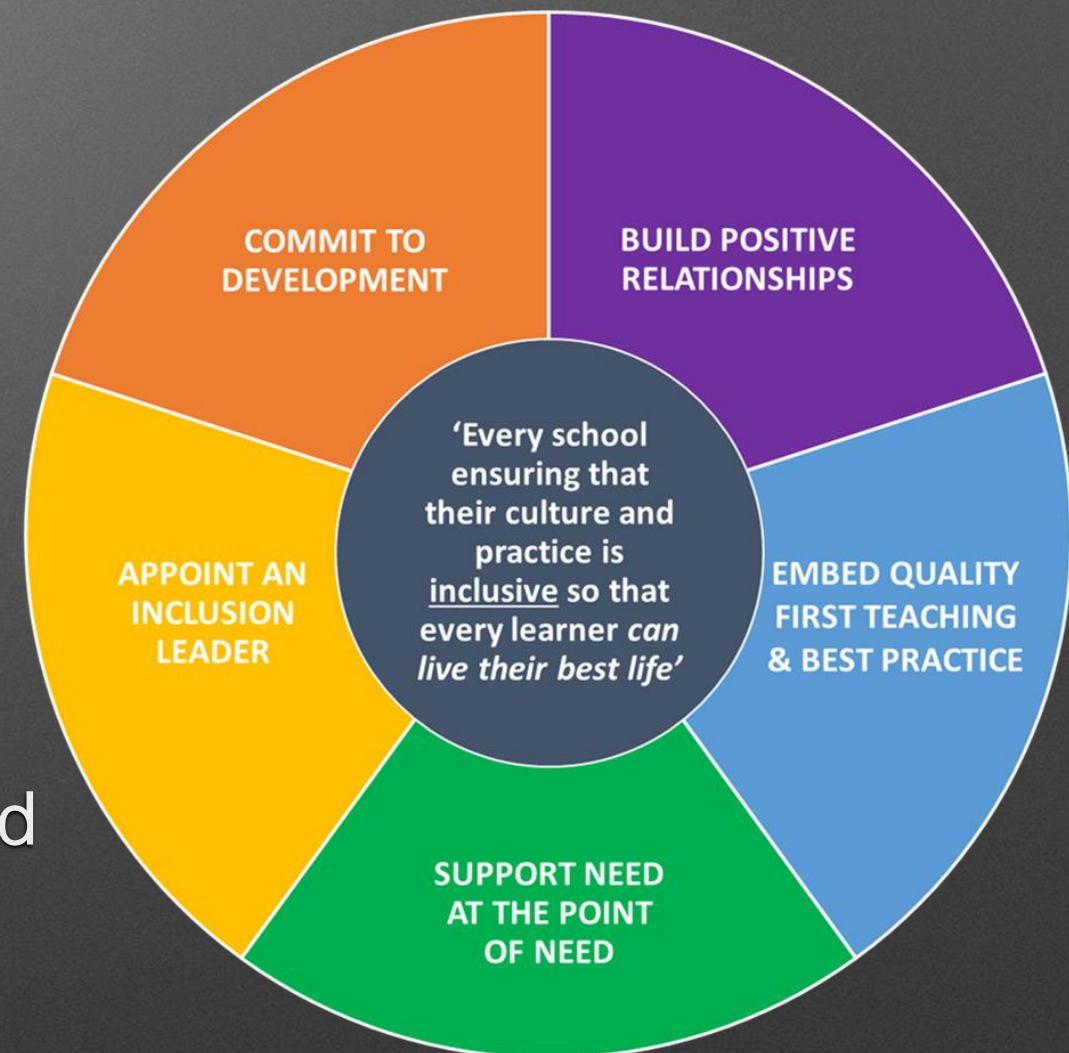 COMMIT TO
DEVELOPMENT
BUILD POSITIVE
RELATIONSHIPS
‘Every school
ensuring that
their culture and
practice is
inclusive so that
every learner can
live their best life’
APPOINT AN
INCLUSION
LEADER
EMBED QUALITY
FIRST TEACHING
& BEST PRACTICE
SUPPORT NEED
AT THE POINT
OF NEED